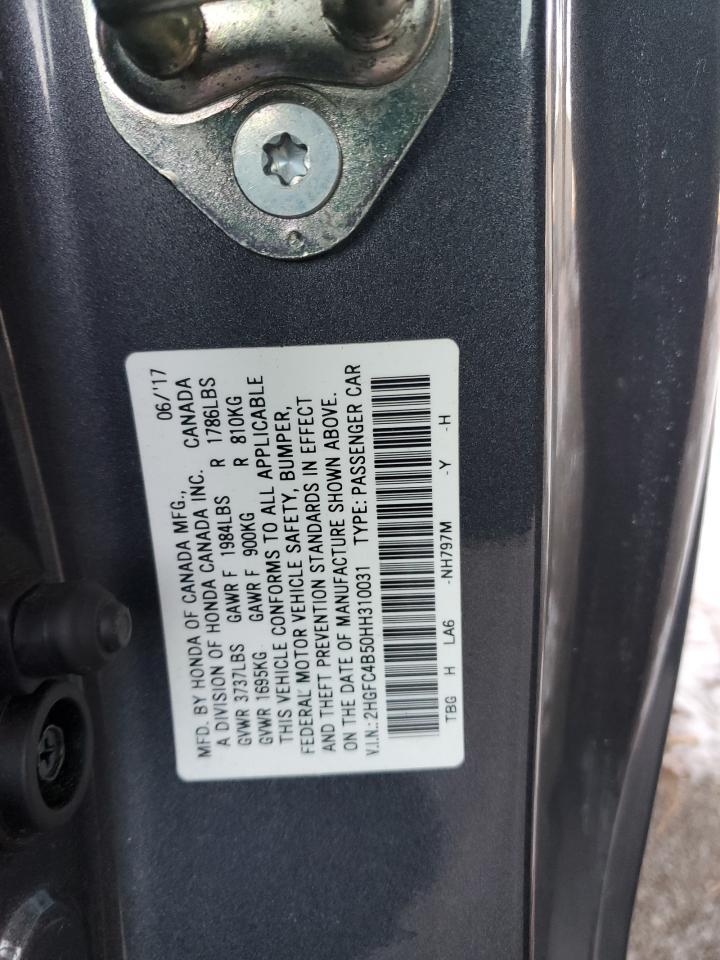 MFD. BY HONDA OF CANADA MFG., 06/'17
A DIVISION OF HONDA CANADA INC. CANADA
GVWR 3737LBS GAWR F 1984LBS R 1786LBS
GVWR 1695KG GAWR F 900KG R 810KG
THIS VEHICLE CONFORMS TO ALL APPLICABLE
FEDERAL MOTOR VEHICLE SAFETY, BUMPER,
AND THEFT PREVENTION STANDARDS IN EFFECT
ON THE DATE OF MANUFACTURE SHOWN ABOVE.
V.I.N.: 2HGFC4B50HH310031 TYPE: PASSENGER CAR
TBG H LA6 -NH797M -Y -H